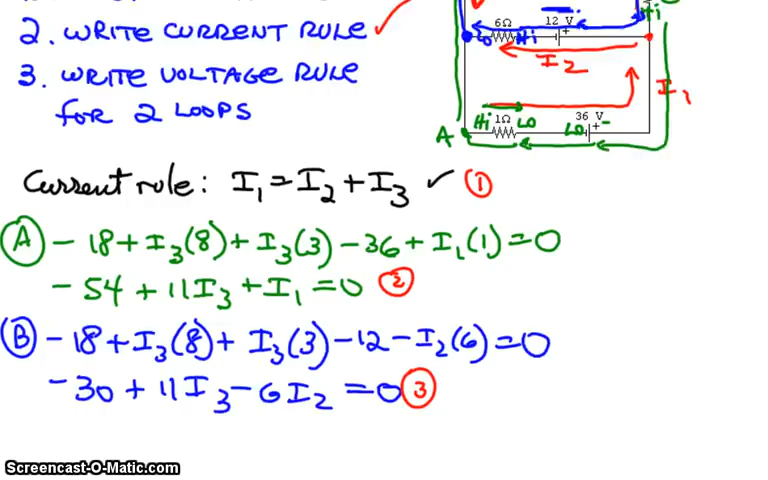 2. WRITE CURRENT RULE ✓
3. WRITE VOLTAGE RULE
FOR 2 LOOPS
6Ω 12 V Hi
LO Hi +
I₂
I₁
Hi 1Ω LO LO 36 V + -
A
Current rule: I₁ = I₂ + I₃ ✓ ①
Ⓐ - 18 + I₃(8) + I₃(3) - 36 + I₁(1) = 0
- 54 + 11I₃ + I₁ = 0 ②
Ⓑ - 18 + I₃(8) + I₃(3) - 12 - I₂(6) = 0
- 30 + 11I₃ - 6I₂ = 0 ③
Screencast-O-Matic.com